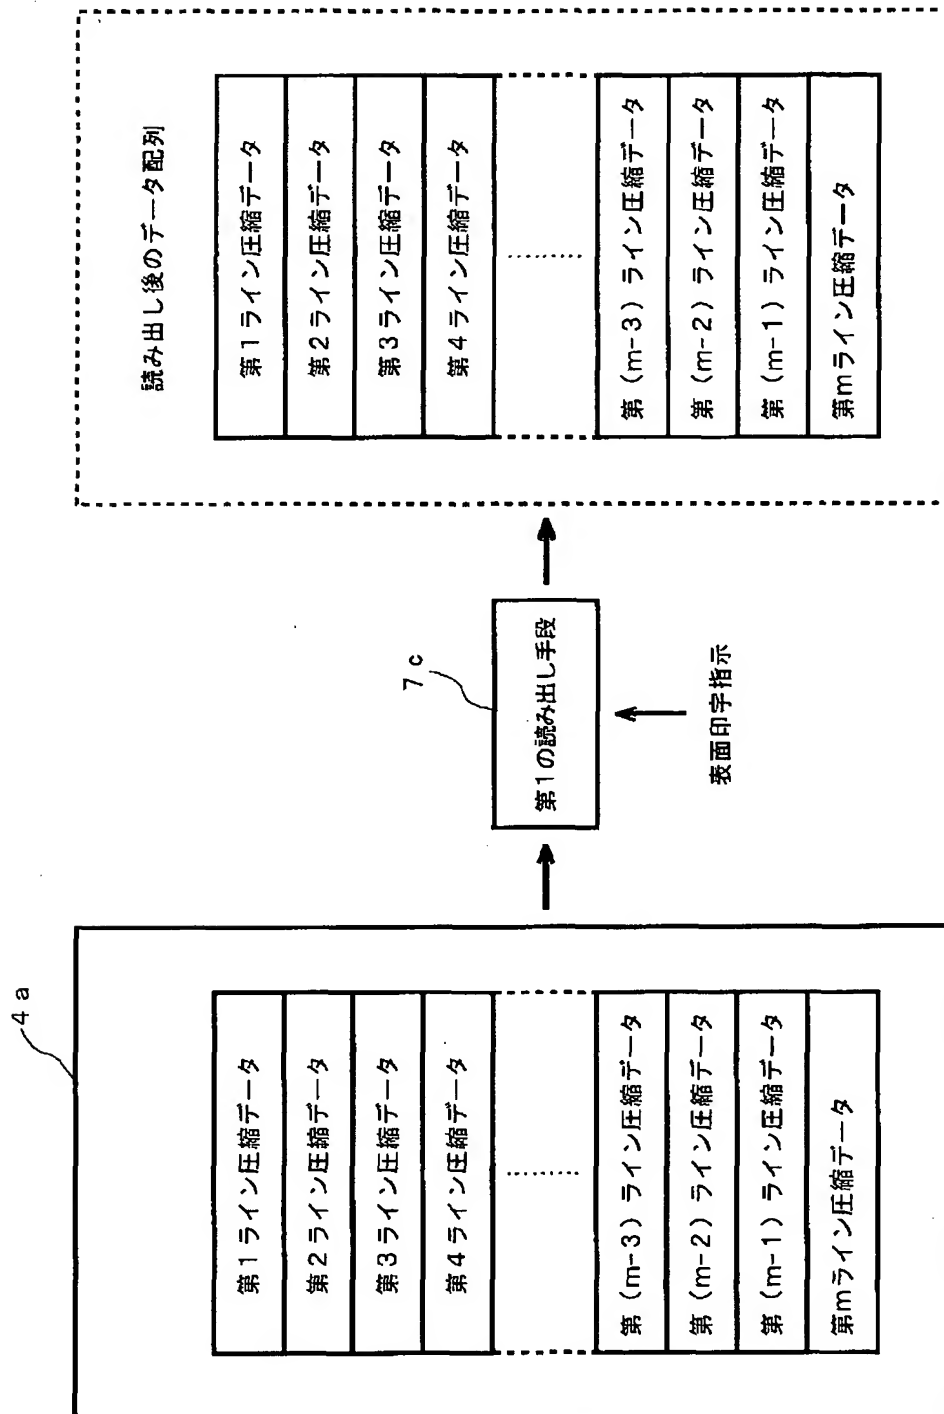 4a
第1ライン圧縮データ
第2ライン圧縮データ
第3ライン圧縮データ
第4ライン圧縮データ
第(m-3)ライン圧縮データ
第(m-2)ライン圧縮データ
第(m-1)ライン圧縮データ
第mライン圧縮データ
7c
第1の読み出し手段
表面印字指示
読み出し後のデータ配列
第1ライン圧縮データ
第2ライン圧縮データ
第3ライン圧縮データ
第4ライン圧縮データ
第(m-3)ライン圧縮データ
第(m-2)ライン圧縮データ
第(m-1)ライン圧縮データ
第mライン圧縮データ